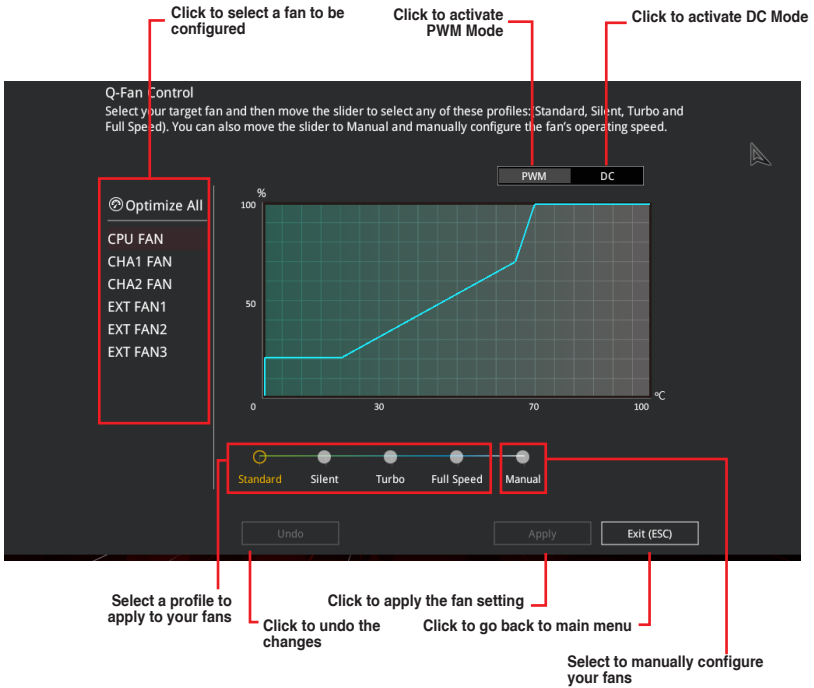 Click to select a fan to be
configured
Click to activate
PWM Mode
Click to activate DC Mode
Q-Fan Control
Select your target fan and then move the slider to select any of these profiles:(Standard, Silent, Turbo and
Full Speed). You can also move the slider to Manual and manually configure the fan's operating speed.
PWM
DC
Optimize All
CPU FAN
CHA1 FAN
CHA2 FAN
EXT FAN1
EXT FAN2
EXT FAN3
%
100
50
0
30
70
100
ºC
Standard
Silent
Turbo
Full Speed
Manual
Undo
Apply
Exit (ESC)
Select a profile to
apply to your fans
Click to undo the
changes
Click to apply the fan setting
Click to go back to main menu
Select to manually configure
your fans